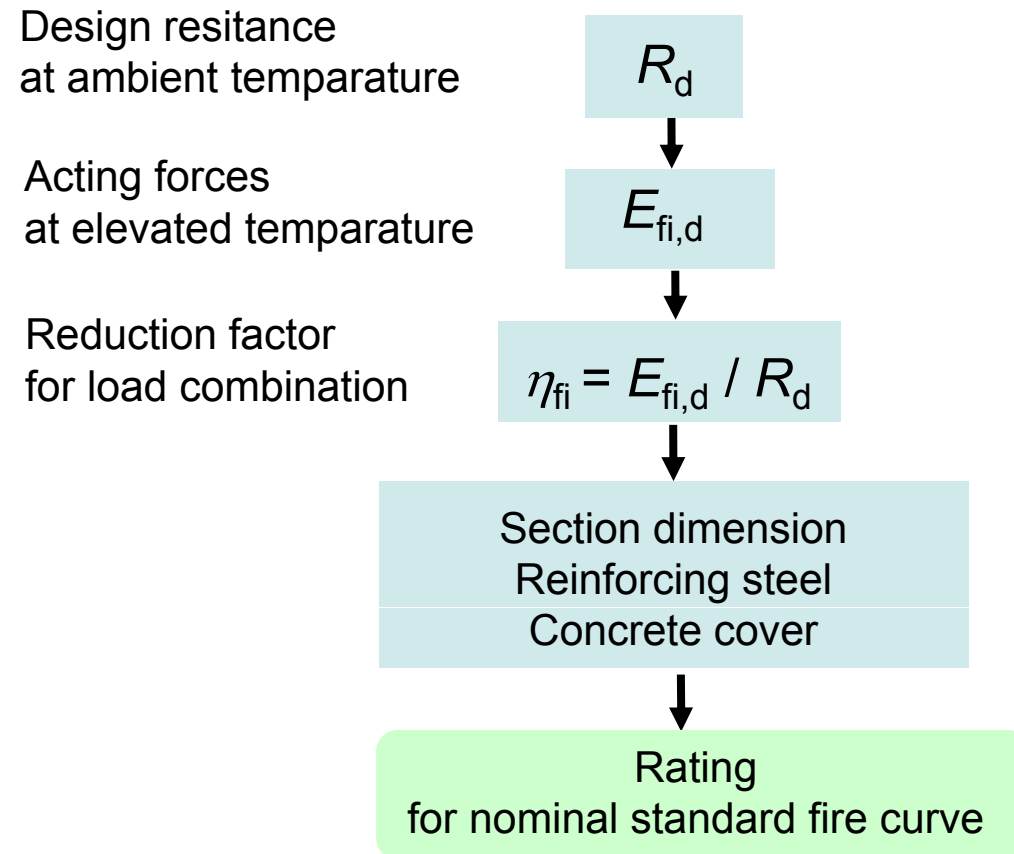 Design resitance
at ambient temparature
R_d
Acting forces
at elevated temparature
E_fi,d
Reduction factor
for load combination
η_fi = E_fi,d / R_d
Section dimension
Reinforcing steel
Concrete cover
Rating
for nominal standard fire curve